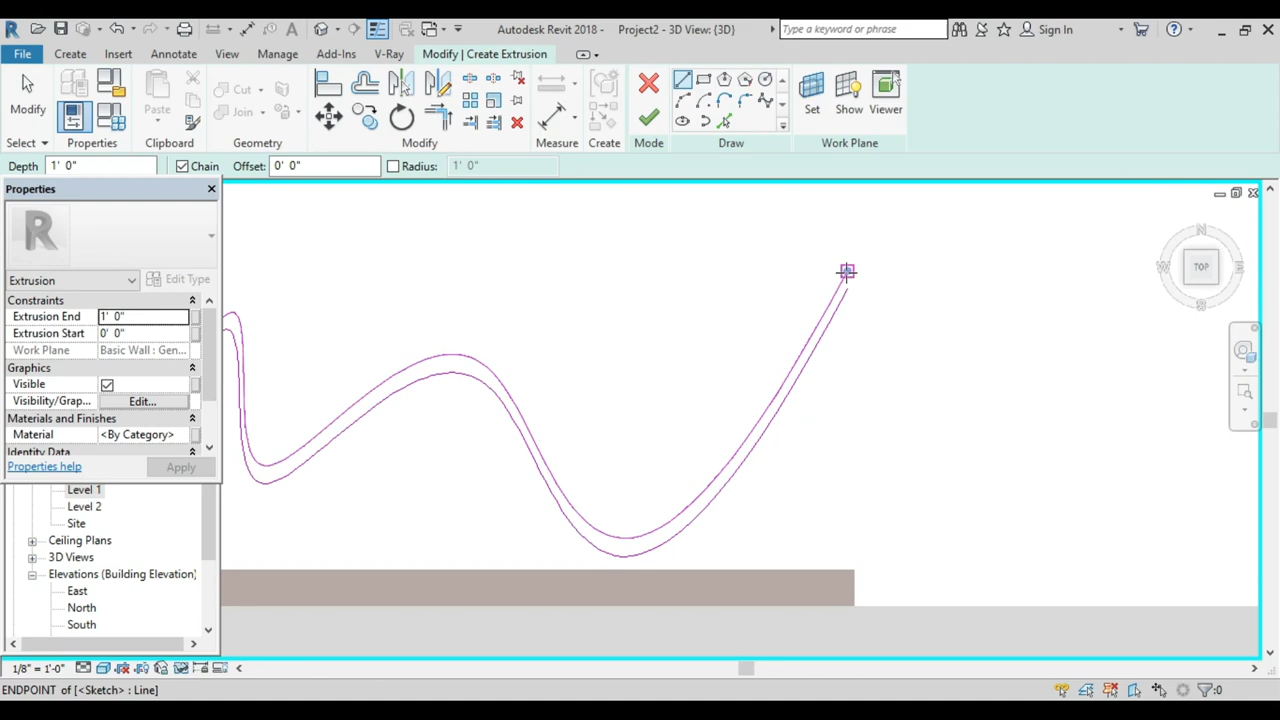 Autodesk Revit 2018 - Project2 - 3D View: {3D}
Type a keyword or phrase
Sign In
File Create Insert Annotate View Manage Add-Ins V-Ray Modify | Create Extrusion
Modify Paste Cut Join Set Show Viewer
Select Properties Clipboard Geometry Modify Measure Create Mode Draw Work Plane
Depth 1' 0" Chain Offset: 0' 0" Radius: 1' 0"
Properties
R
Extrusion Edit Type
Constraints
Extrusion End 1' 0"
Extrusion Start 0' 0"
Work Plane Basic Wall : Gen...
Graphics
Visible
Visibility/Grap... Edit...
Materials and Finishes
Material <By Category>
Identity Data
Properties help Apply
Level 1
Level 2
Site
Ceiling Plans
3D Views
Elevations (Building Elevation)
East
North
South
N
W TOP E
S
1/8" = 1'-0"
ENDPOINT of [<Sketch> : Line]
:0